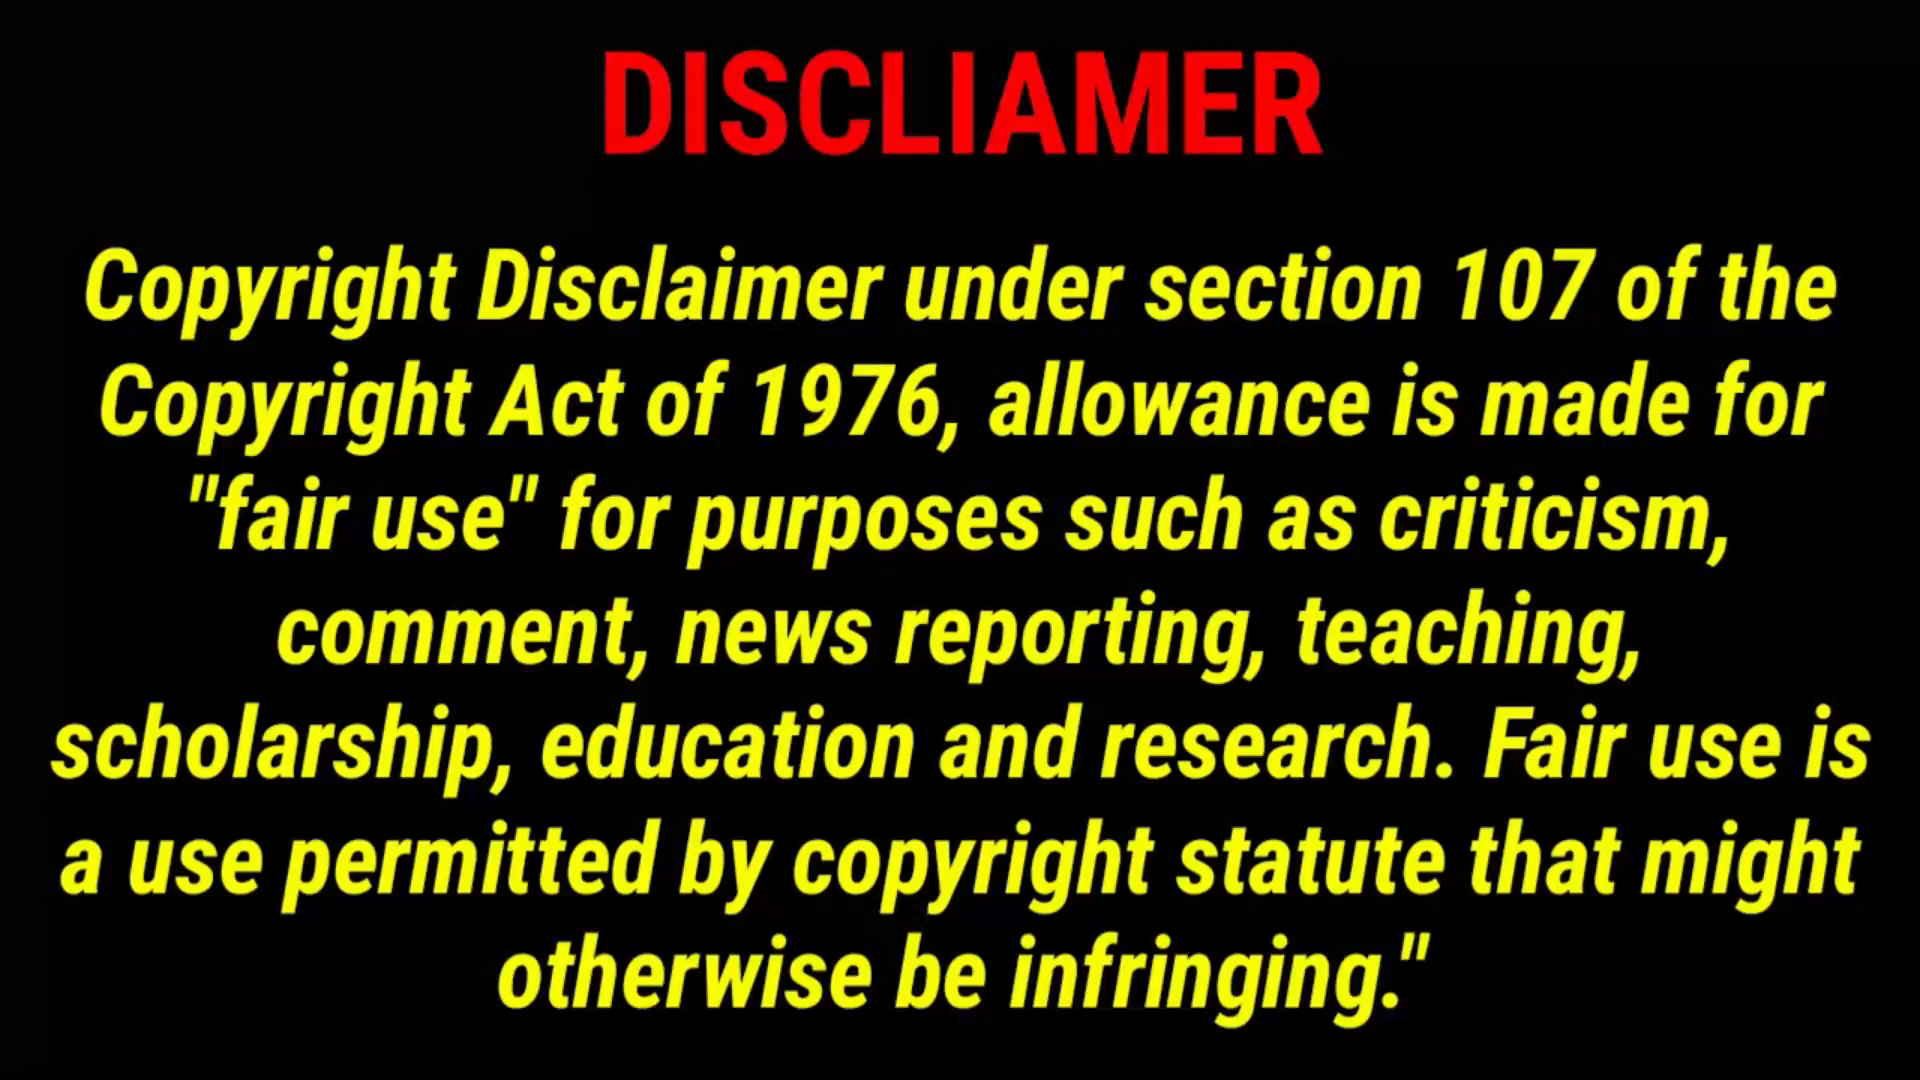 DISCLIAMER
Copyright Disclaimer under section 107 of the
Copyright Act of 1976, allowance is made for
"fair use" for purposes such as criticism,
comment, news reporting, teaching,
scholarship, education and research. Fair use is
a use permitted by copyright statute that might
otherwise be infringing."